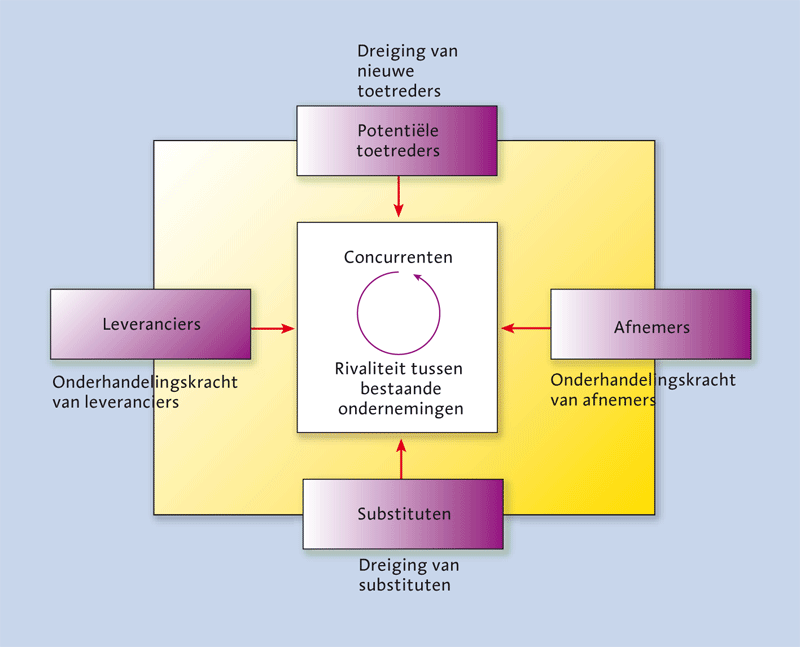 Dreiging van
nieuwe
toetreders
Potentiële
toetreders
Concurrenten
Rivaliteit tussen
bestaande
ondernemingen
Leveranciers
Onderhandelingskracht
van leveranciers
Afnemers
Onderhandelingskracht
van afnemers
Substituten
Dreiging van
substituten